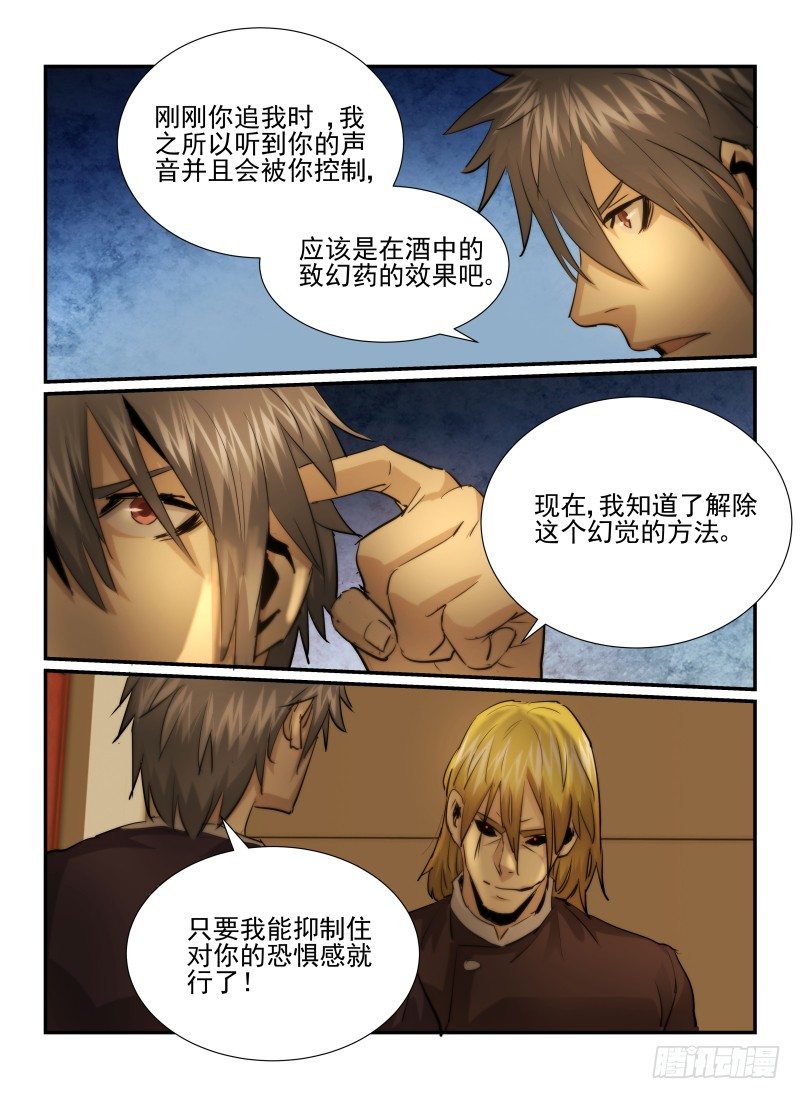 刚刚你追我时，我
之所以听到你的声
音并且会被你控制,
应该是在酒中的
致幻药的效果吧。
现在,我知道了解除
这个幻觉的方法。
只要我能抑制住
对你的恐惧感就
行了！
腾讯动漫